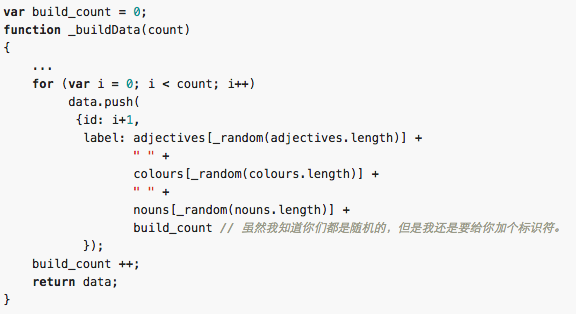 var build_count = 0;
function _buildData(count)
{
    ...
    for (var i = 0; i < count; i++)
         data.push(
          {id: i+1,
           label: adjectives[_random(adjectives.length)] +
                  " " +
                  colours[_random(colours.length)] +
                  " " +
                  nouns[_random(nouns.length)] +
                  build_count // 虽然我知道你们都是随机的，但是我还是要给你加个标识符。
           });
    build_count ++;
    return data;
}